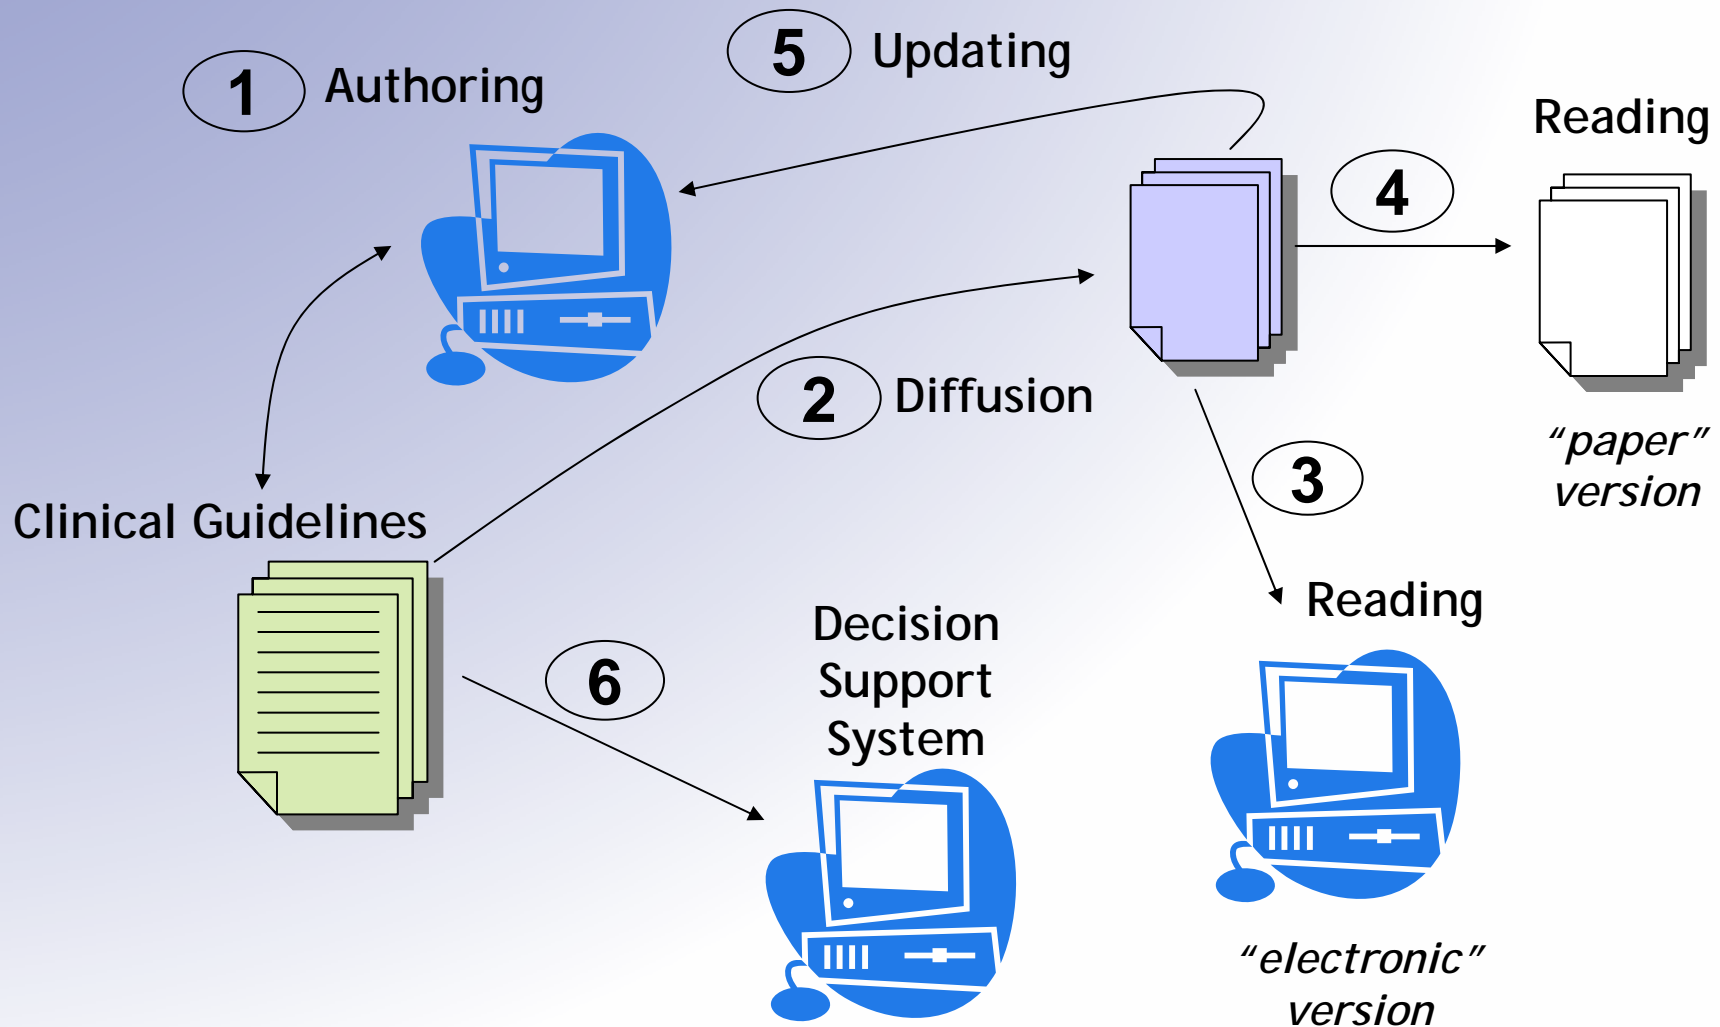 1 Authoring
5 Updating
Reading
4
"paper"
version
2 Diffusion
3
Clinical Guidelines
Reading
6
Decision
Support
System
"electronic"
version